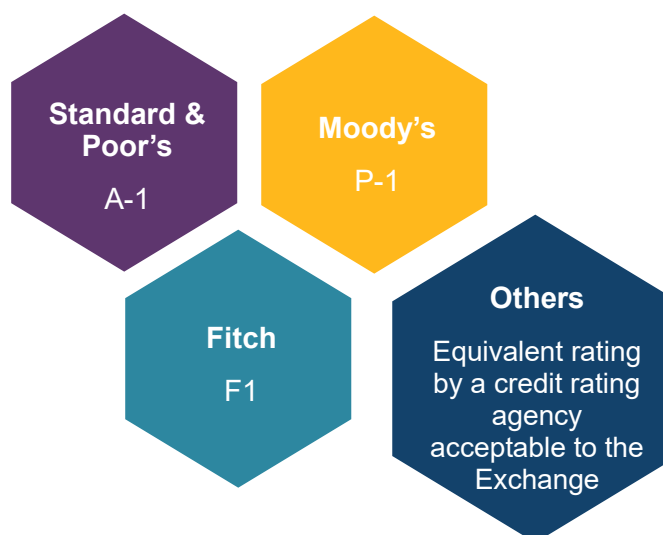 Standard &
Poor's
A-1
Moody's
P-1
Fitch
F1
Others
Equivalent rating
by a credit rating
agency
acceptable to the
Exchange